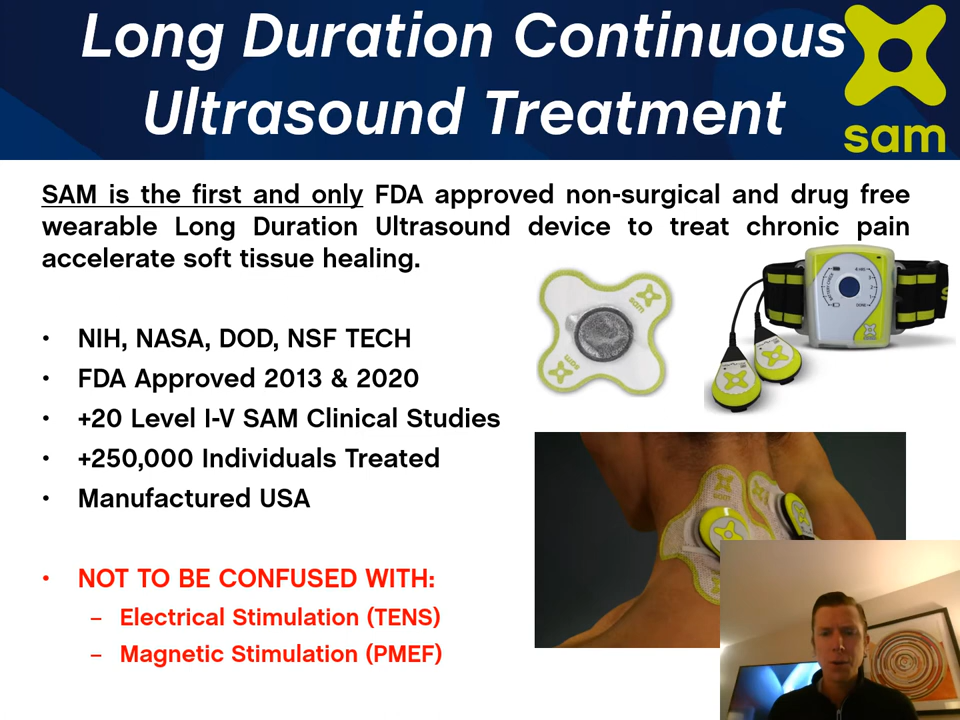 Long Duration Continuous
Ultrasound Treatment
sam
SAM is the first and only FDA approved non-surgical and drug free
wearable Long Duration Ultrasound device to treat chronic pain
accelerate soft tissue healing.
• NIH, NASA, DOD, NSF TECH
• FDA Approved 2013 & 2020
• +20 Level I-V SAM Clinical Studies
• +250,000 Individuals Treated
• Manufactured USA
• NOT TO BE CONFUSED WITH:
– Electrical Stimulation (TENS)
– Magnetic Stimulation (PMEF)
sam
sam
sam